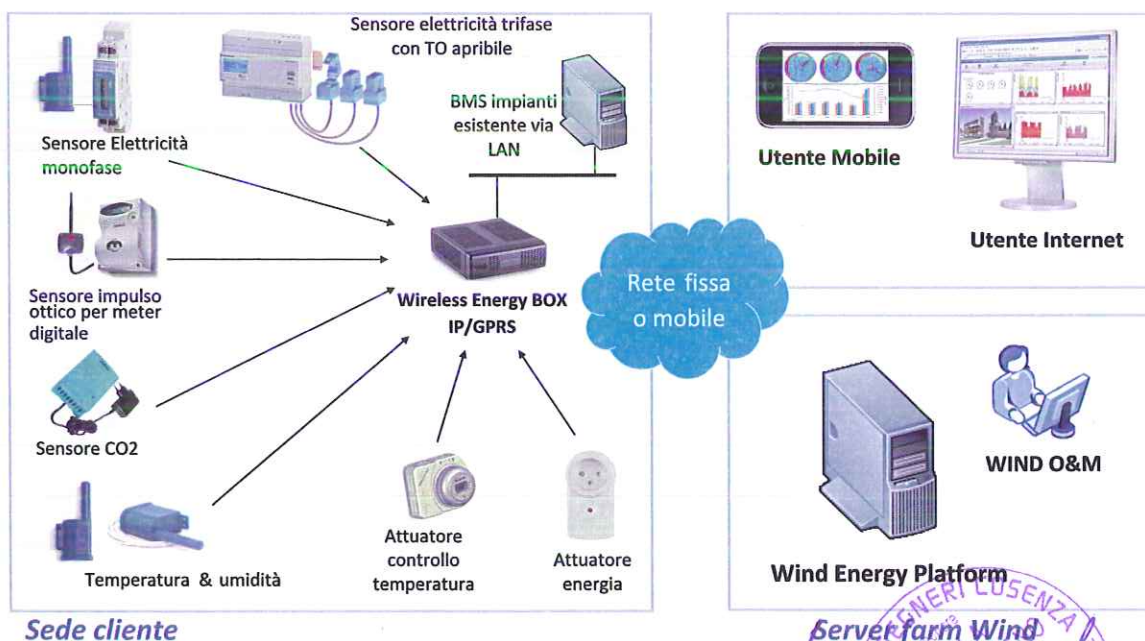 Sensore elettricità trifase
con TO apribile
BMS impianti
esistente via
LAN
Sensore Elettricità
monofase
Sensore impulso
ottico per meter
digitale
Wireless Energy BOX
IP/GPRS
Sensore CO2
Temperatura & umidità
Attuatore
controllo
temperatura
Attuatore
energia
Sede cliente
Rete fissa
o mobile
Utente Mobile
Utente Internet
WIND O&M
Wind Energy Platform
Server farm Wind